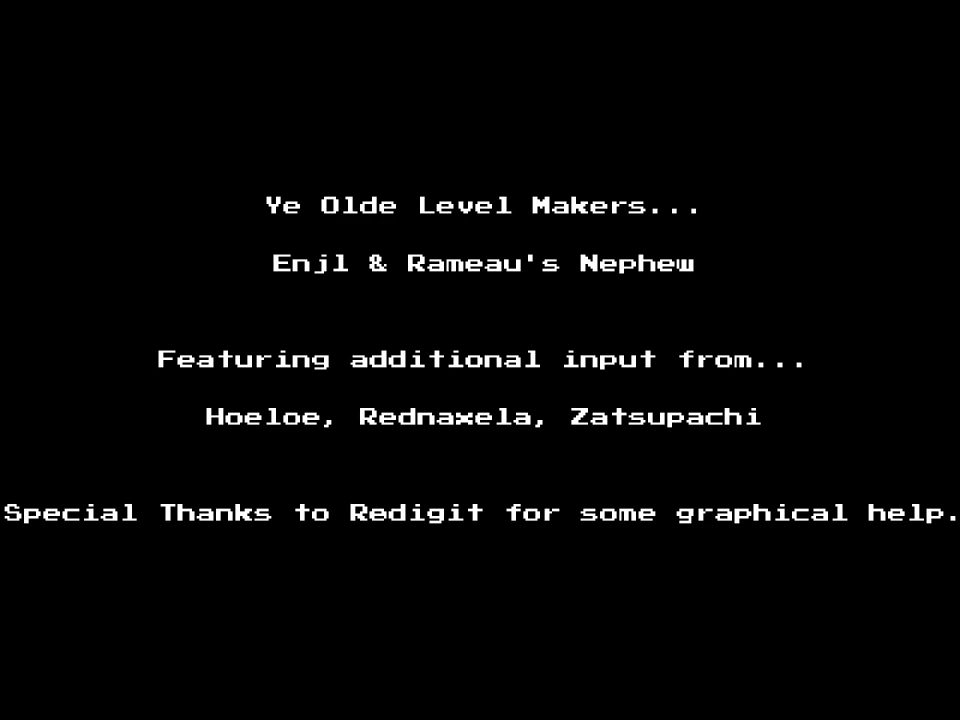 Ye Olde Level Makers...
Enjl & Rameau's Nephew
Featuring additional input from...
Hoeloe, Rednaxela, Zatsupachi
Special Thanks to Redigit for some graphical help.